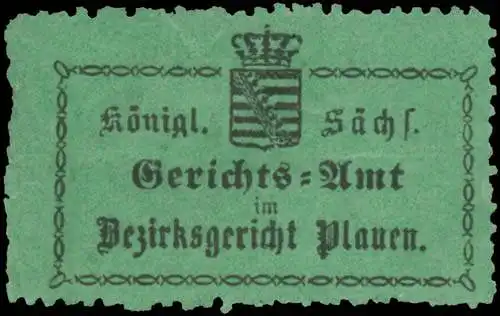 Königl. Sächs.
Gerichts=Amt
im
Bezirksgericht Plauen.